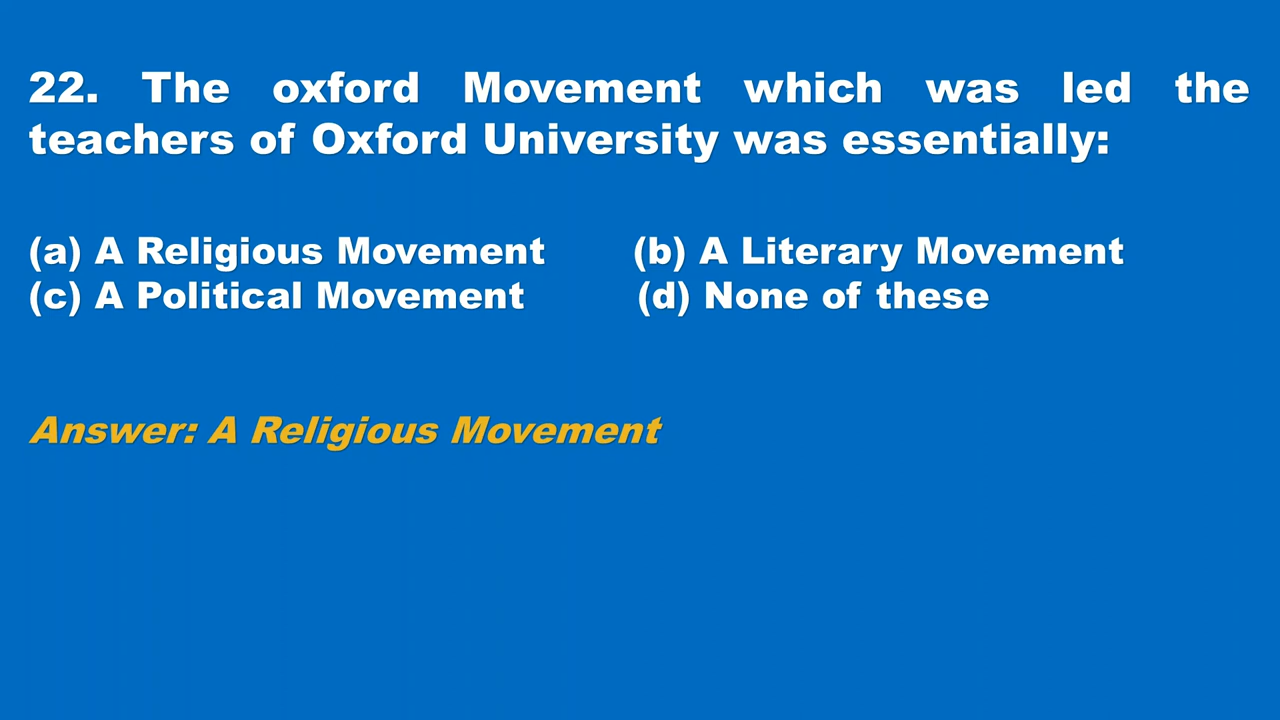 22. The oxford Movement which was led the
teachers of Oxford University was essentially:
(a) A Religious Movement (b) A Literary Movement
(c) A Political Movement (d) None of these
Answer: A Religious Movement